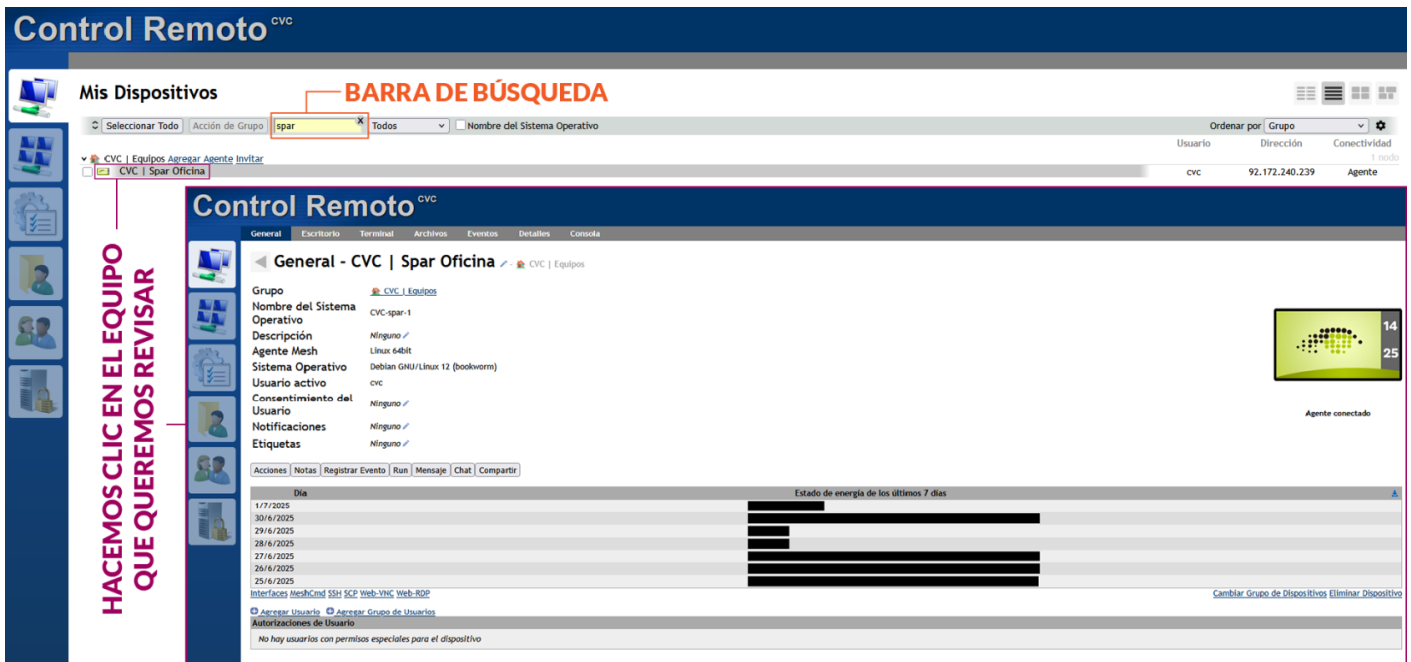 Control Remoto CVC
Mis Dispositivos
BARRA DE BÚSQUEDA
Seleccionar Todo Acción de Grupo spar X Todos Nombre del Sistema Operativo Ordenar por Grupo
Usuario Dirección Conectividad
CVC | Equipos Agregar Agente Invitar 1 nodo
CVC | Spar Oficina cvc 92.172.240.239 Agente
HACEMOS CLIC EN EL EQUIPO
QUE QUEREMOS REVISAR
Control Remoto CVC
General Escritorio Terminal Archivos Eventos Detalles Consola
General - CVC | Spar Oficina - CVC | Equipos
Grupo CVC | Equipos
Nombre del Sistema
Operativo CVC-spar-1
Descripción Ninguno
Agente Mesh Linux 64bit
Sistema Operativo Debian GNU/Linux 12 (bookworm)
Usuario activo cvc
Consentimiento del
Usuario Ninguno
Notificaciones Ninguno
Etiquetas Ninguno
14
25
Agente conectado
Acciones Notas Registrar Evento Run Mensaje Chat Compartir
Día Estado de energía de los últimos 7 días
1/7/2025
30/6/2025
29/6/2025
28/6/2025
27/6/2025
26/6/2025
25/6/2025
Interfaces MeshCmd SSH SCP Web-VNC Web-RDP Cambiar Grupo de Dispositivos Eliminar Dispositivo
Agregar Usuario Agregar Grupo de Usuarios
Autorizaciones de Usuario
No hay usuarios con permisos especiales para el dispositivo